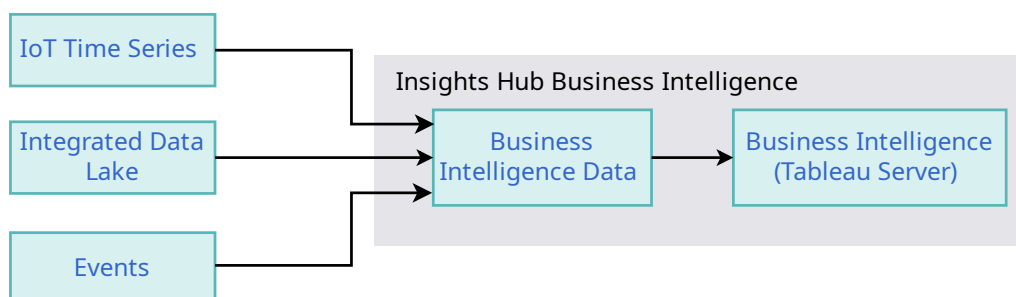 IoT Time Series
Integrated Data
Lake
Events
Insights Hub Business Intelligence
Business
Intelligence Data
Business Intelligence
(Tableau Server)